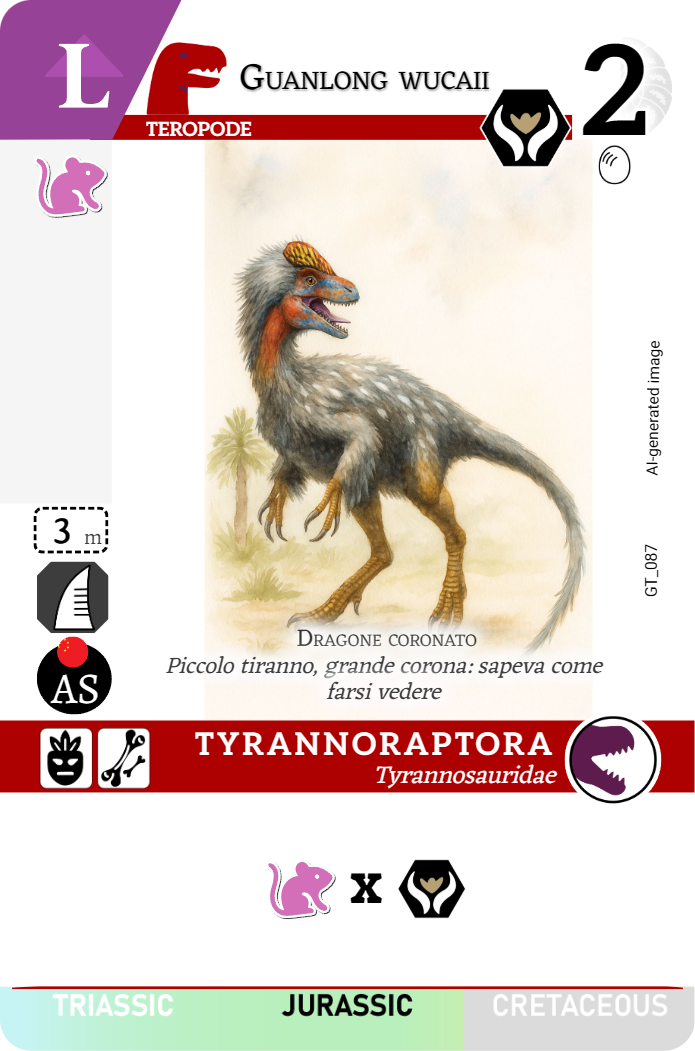 L
Guanlong wucaii
2
TEROPODE
AI-generated image
GT_087
3 m
AS
Dragone coronato
Piccolo tiranno, grande corona: sapeva come
farsi vedere
TYRANNORAPTORA
Tyrannosauridae
x
TRIASSIC JURASSIC CRETACEOUS